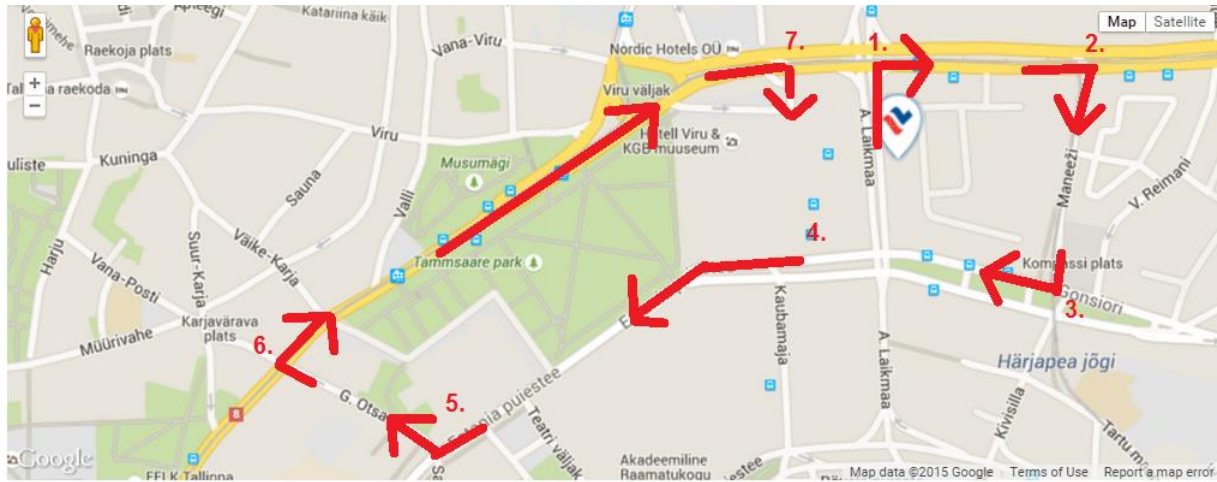 Apteegi
Katariina käik
Raekoja plats
Vana-Viru
Nordic Hotels OÜ
7.
1.
2.
Map
Satellite
raekoda
Viru väljak
Viru
Hotell Viru &
KGB muuseum
A. Laikmaa
Maneeži
V. Reimani
Kuninga
Musumägi
Sauna
Valli
Harju
Väike-Karja
Suur-Karja
Vana-Posti
Tammsaare park
4.
Kompassi plats
Gonsiori
3.
Müürivahe
Karjavärava
plats
6.
Kaubamaja
A. Laikmaa
Härjapea jõgi
G. Otsa
5.
Estonia puiestee
Teatri väljak
Kivisilla
Tartu
8
Google
EELK Tallinna
Akadeemiline
Raamatukogu
Map data ©2015 Google
Terms of Use
Report a map error